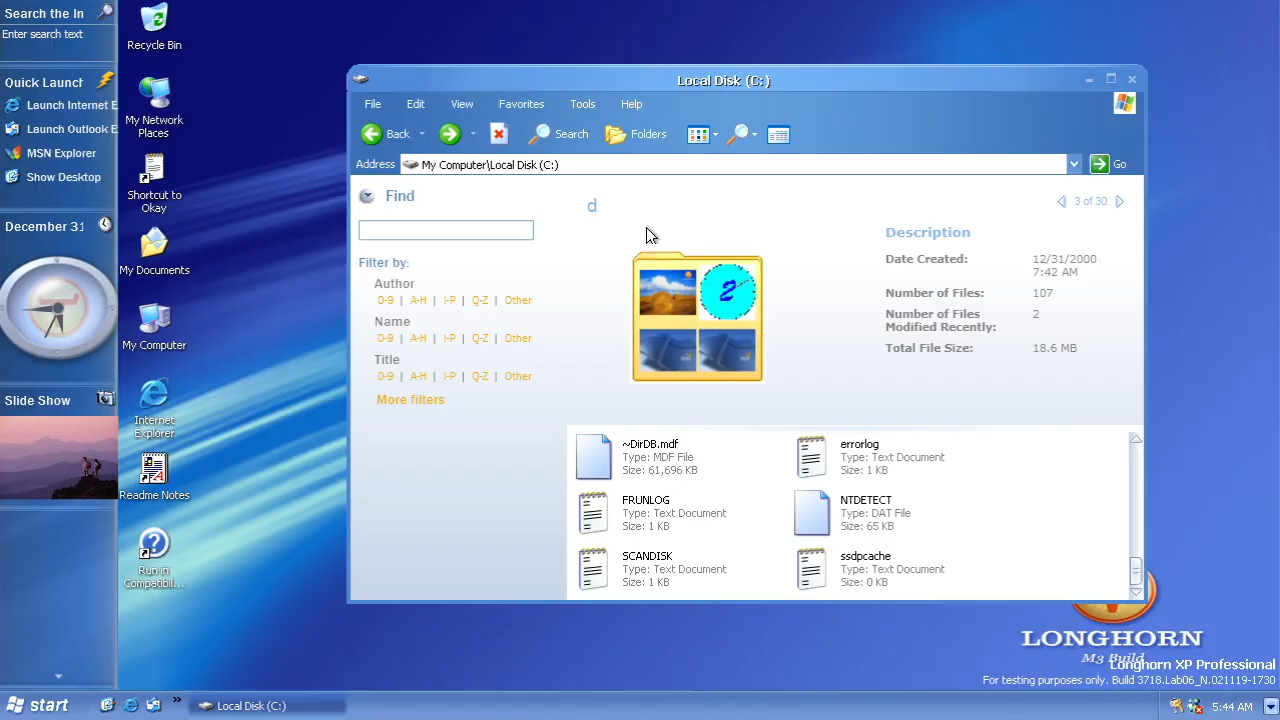 Search the In
Enter search text
Quick Launch
Launch Internet E
Launch Outlook E
MSN Explorer
Show Desktop
December 31
Slide Show
Recycle Bin
My Network
Places
Shortcut to
Okay
My Documents
My Computer
Internet
Explorer
Readme Notes
Run in
Compatibil...
Local Disk (C:)
File Edit View Favorites Tools Help
Back Search Folders
Address My Computer\Local Disk (C:) Go
Find
Filter by:
Author
0-9 | A-H | I-P | Q-Z | Other
Name
0-9 | A-H | I-P | Q-Z | Other
Title
0-9 | A-H | I-P | Q-Z | Other
More filters
d
3 of 30
2
Description
Date Created: 12/31/2000
7:42 AM
Number of Files: 107
Number of Files 2
Modified Recently:
Total File Size: 18.6 MB
~DirDB.mdf
Type: MDF File
Size: 61,696 KB
errorlog
Type: Text Document
Size: 1 KB
FRUNLOG
Type: Text Document
Size: 1 KB
NTDETECT
Type: DAT File
Size: 65 KB
SCANDISK
Type: Text Document
Size: 1 KB
ssdpcache
Type: Text Document
Size: 0 KB
LONGHORN
M3 Build
Longhorn XP Professional
For testing purposes only. Build 3718.Lab06_N.021119-1730
start » Local Disk (C:) 5:44 AM